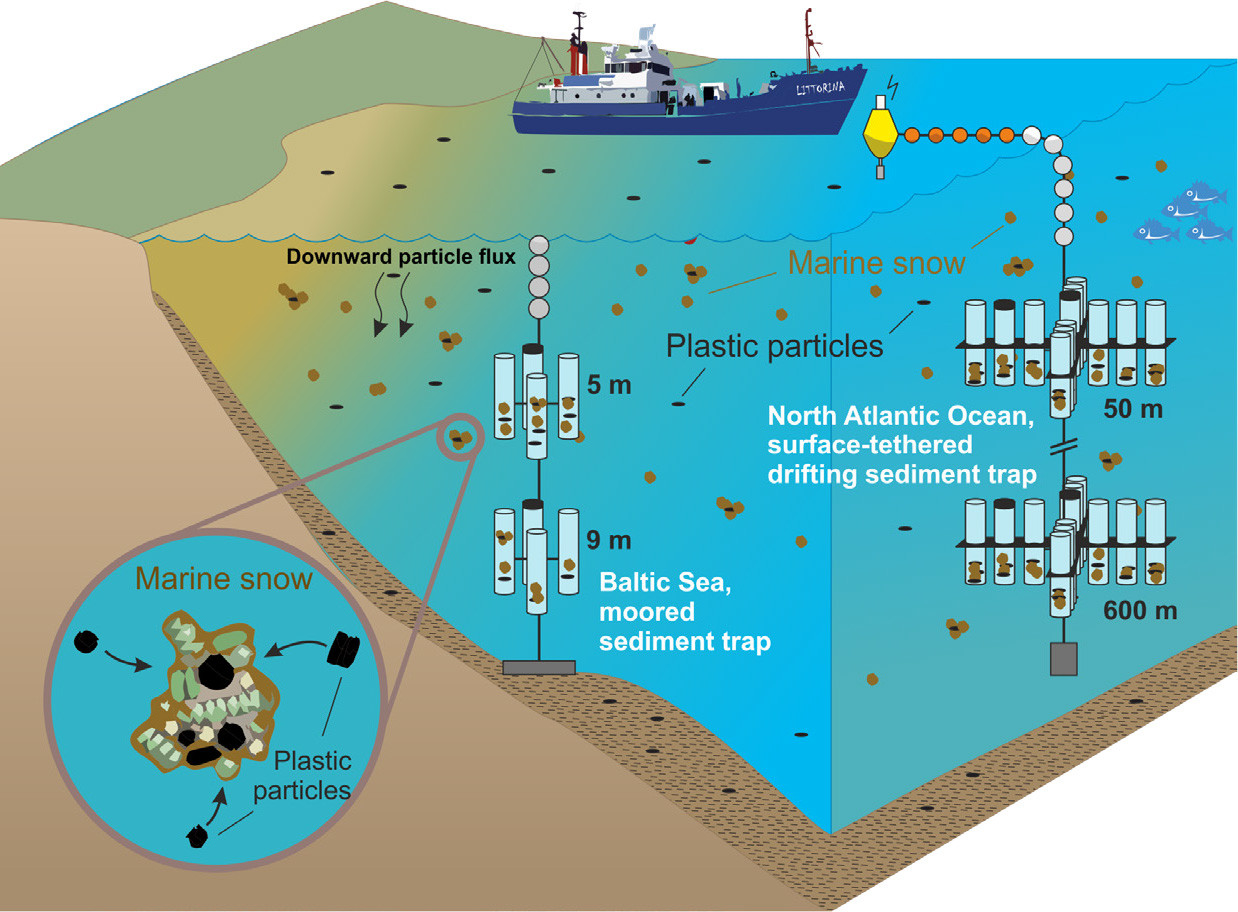 LITTORINA
Downward particle flux
Marine snow
Plastic particles
5 m
North Atlantic Ocean,
surface-tethered
drifting sediment trap
50 m
9 m
Baltic Sea,
moored
sediment trap
600 m
Marine snow
Plastic
particles